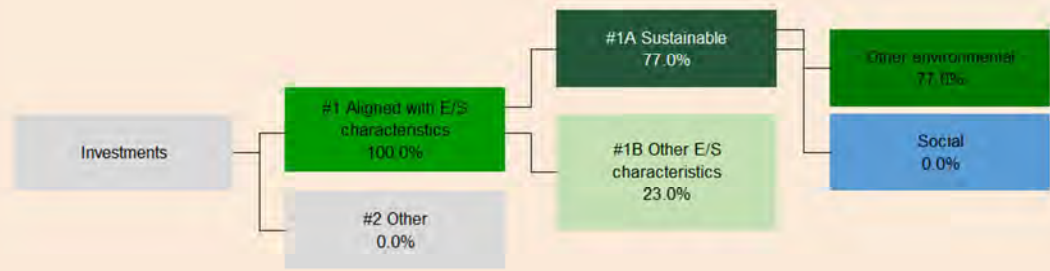 Investments
#1 Aligned with E/S
characteristics
100.0%
#2 Other
0.0%
#1A Sustainable
77.0%
#1B Other E/S
characteristics
23.0%
Other environmental
77.0%
Social
0.0%